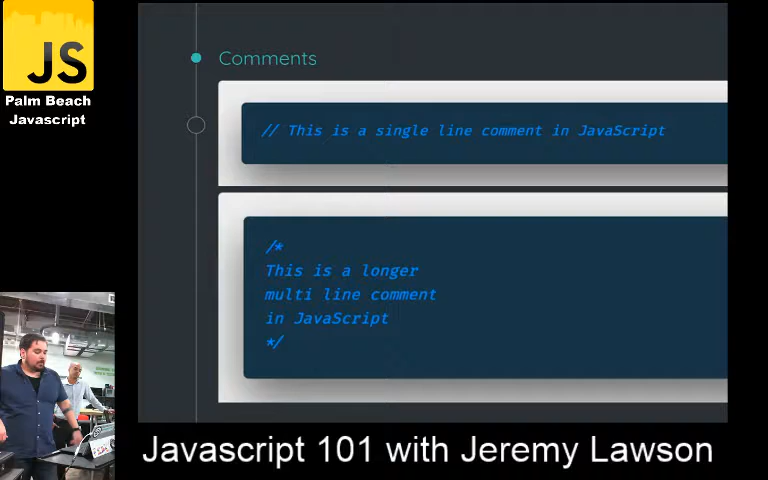 JS
Palm Beach
Javascript
Comments
// This is a single line comment in JavaScript
/*
This is a longer
multi line comment
in JavaScript
*/
Javascript 101 with Jeremy Lawson